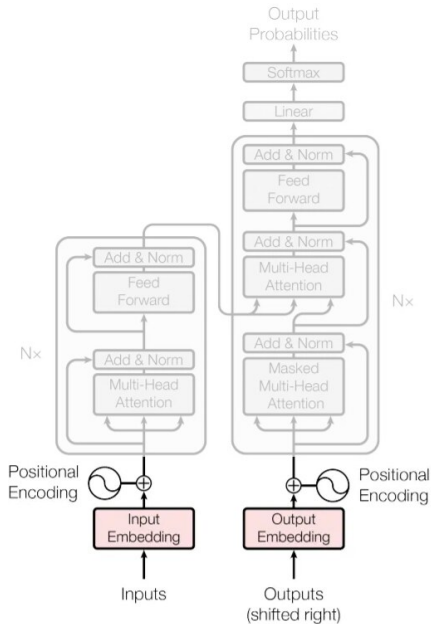 Output
Probabilities
Softmax
Linear
Add & Norm
Feed
Forward
Add & Norm
Multi-Head
Attention
Add & Norm
Masked
Multi-Head
Attention
N×
Add & Norm
Feed
Forward
Add & Norm
Multi-Head
Attention
N×
Positional
Encoding
Positional
Encoding
Input
Embedding
Output
Embedding
Inputs
Outputs
(shifted right)